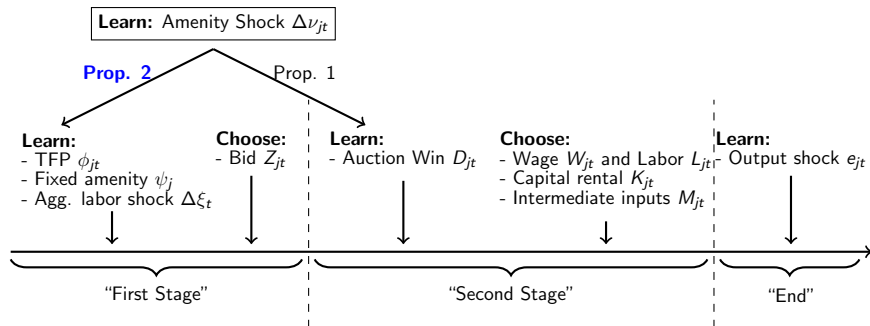 Learn: Amenity Shock Δν_jt
Prop. 2
Prop. 1
Learn:
- TFP ϕ_jt
- Fixed amenity ψ_j
- Agg. labor shock Δξ_t
Choose:
- Bid Z_jt
Learn:
- Auction Win D_jt
Choose:
- Wage W_jt and Labor L_jt
- Capital rental K_jt
- Intermediate inputs M_jt
Learn:
- Output shock e_jt
“First Stage”
“Second Stage”
“End”